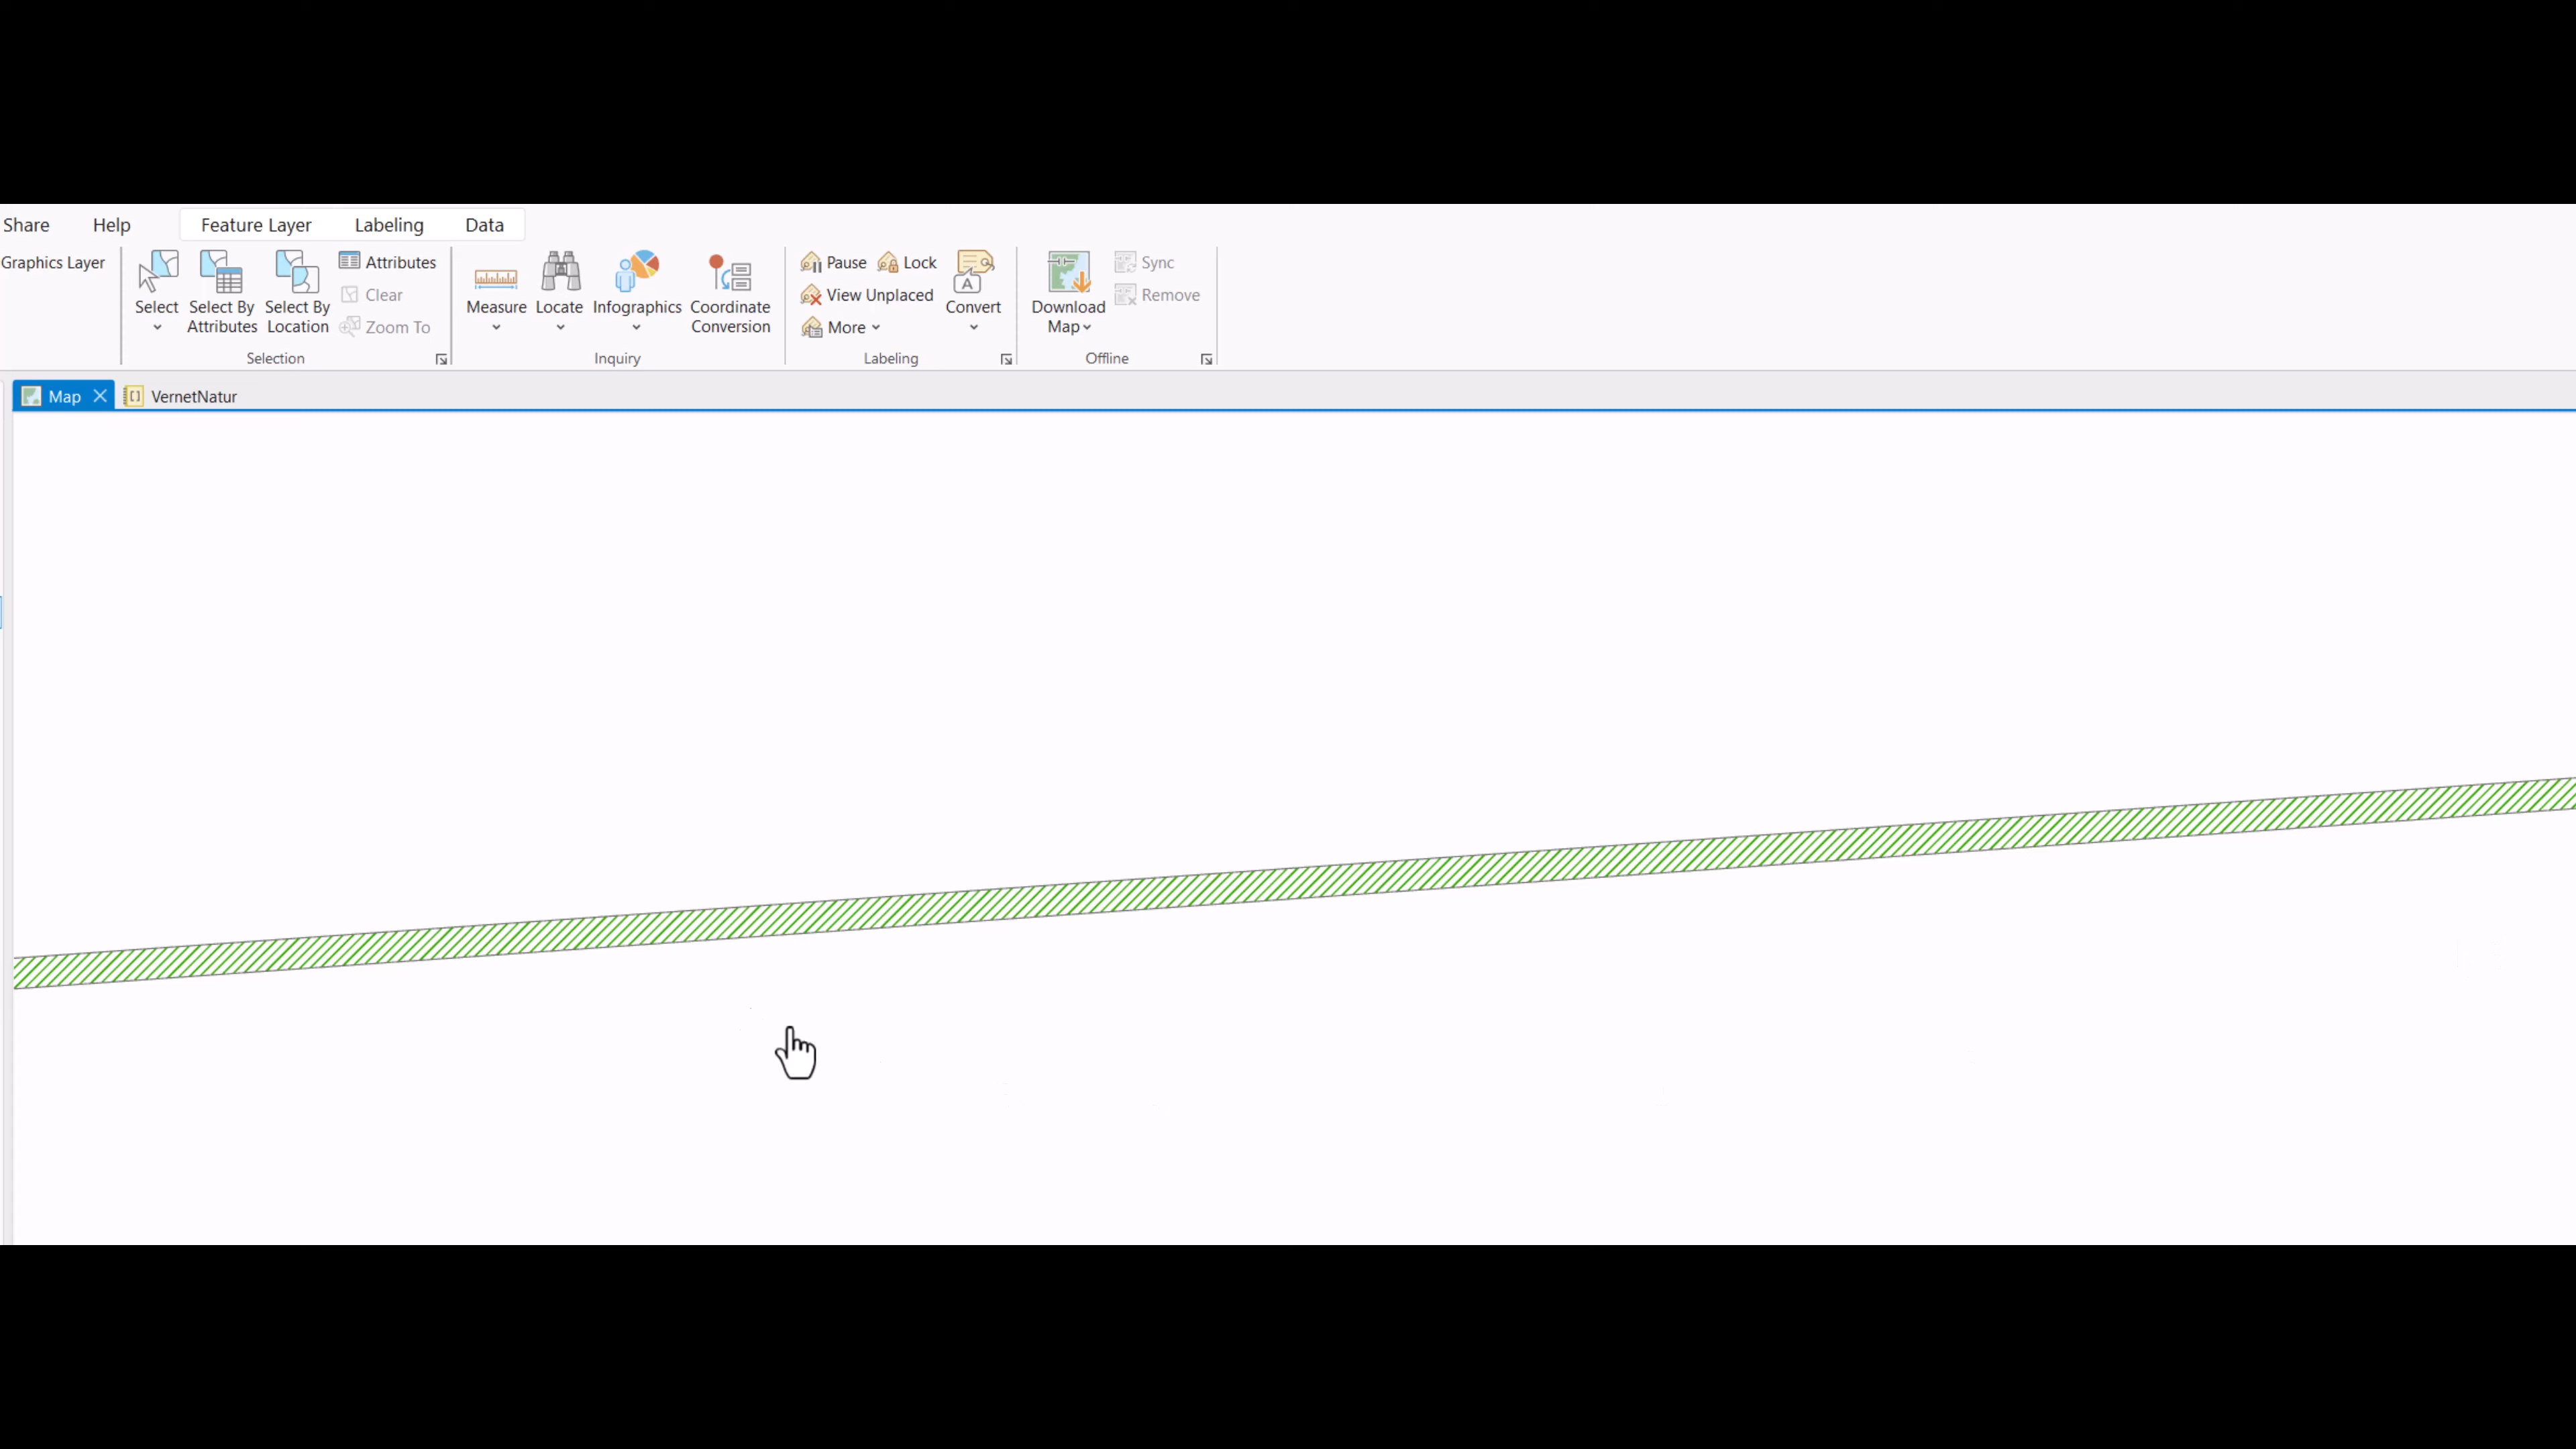 Share Help Feature Layer Labeling Data
Graphics Layer
Select
Select By
Attributes
Select By
Location
Attributes
Clear
Zoom To
Selection
Measure
Locate
Infographics
Coordinate
Conversion
Inquiry
Pause
Lock
View Unplaced
More
A
Convert
Labeling
Download
Map
Sync
Remove
Offline
Map VernetNatur